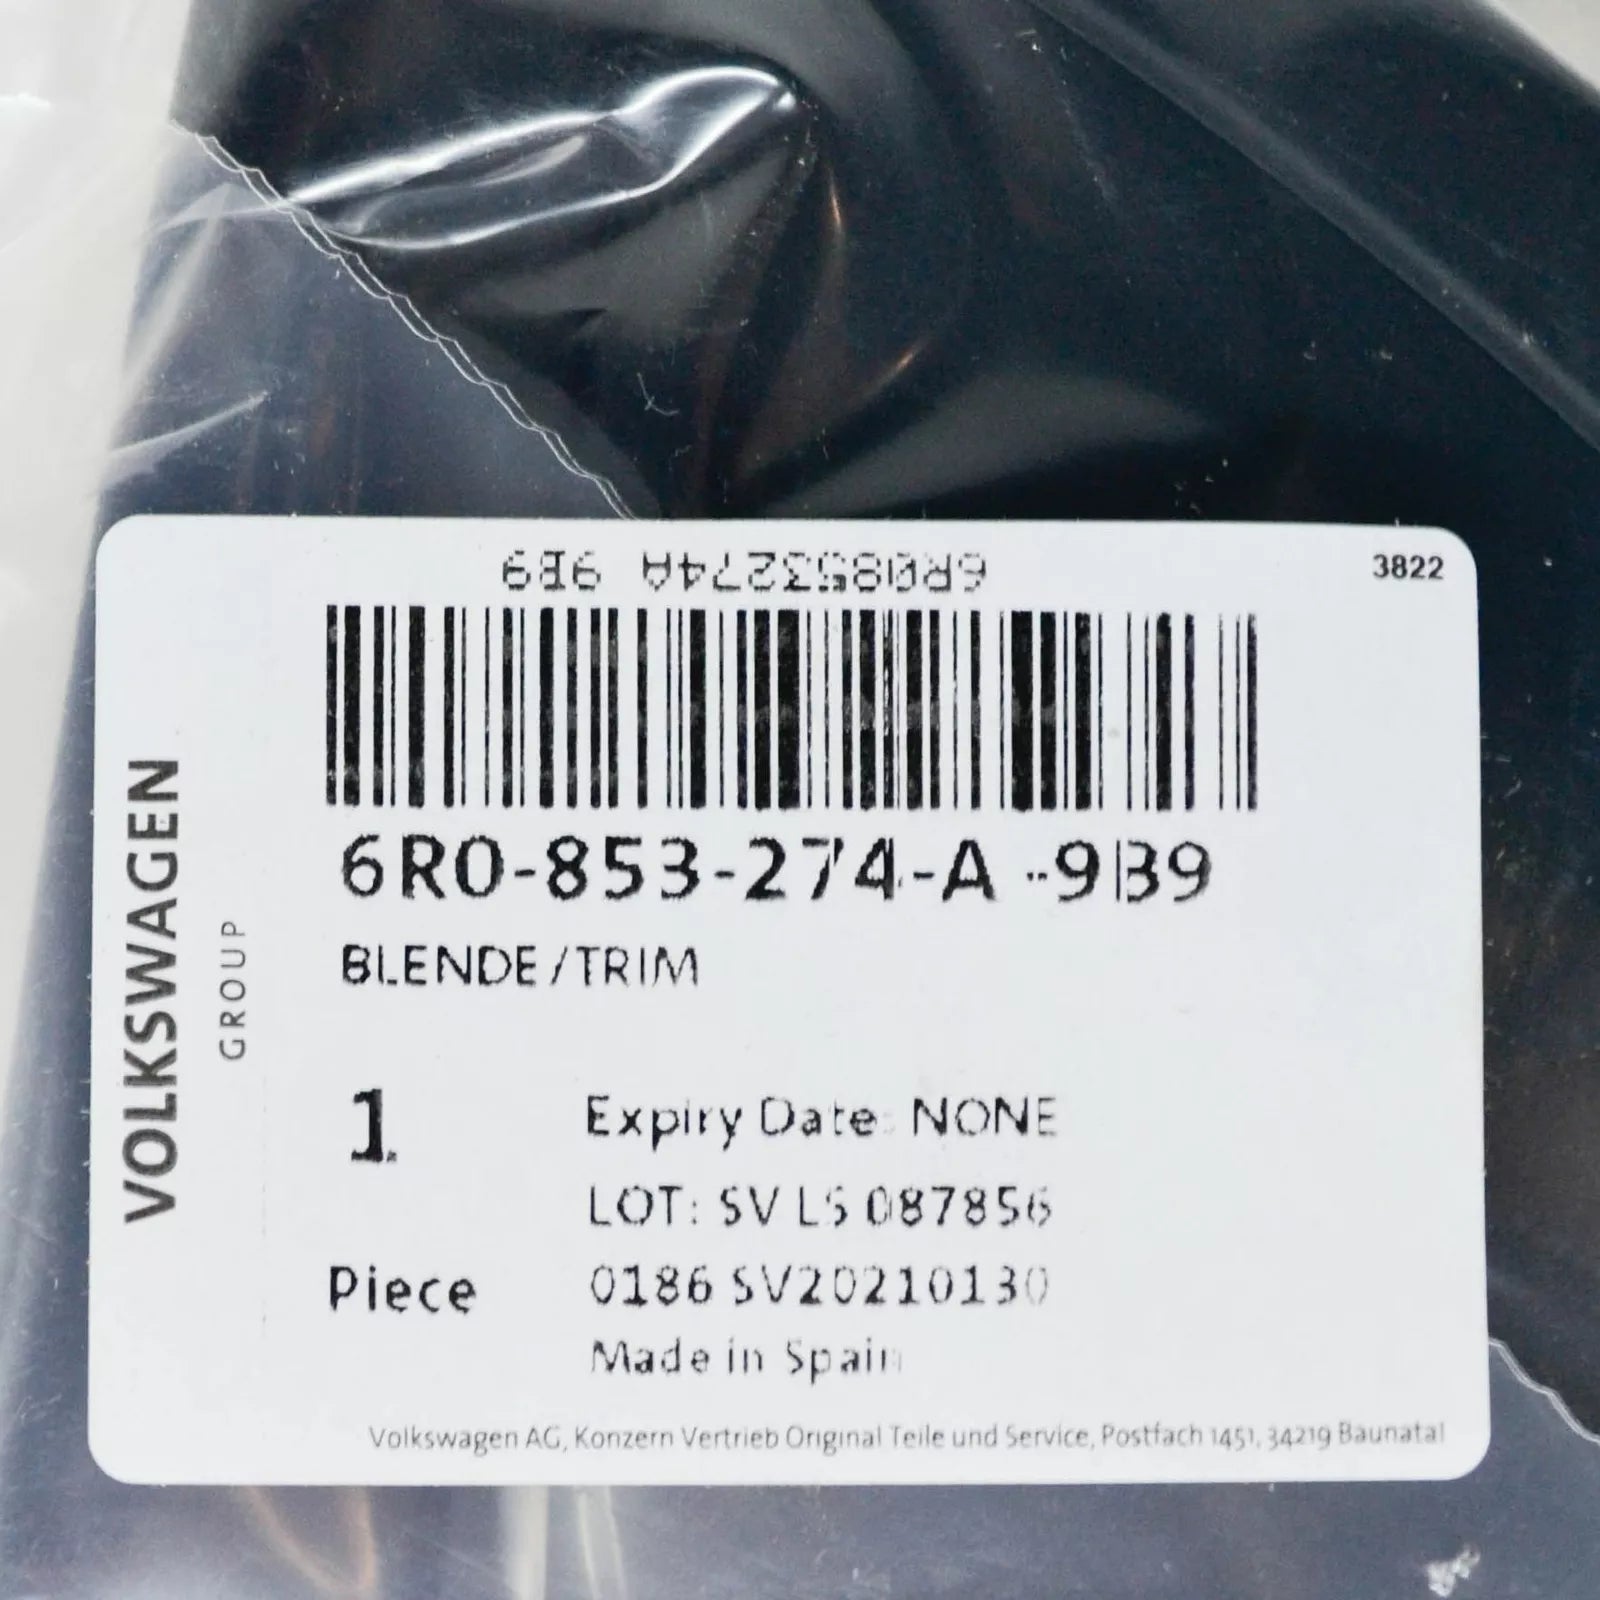 6R0853274A 9B9
3822
6R0-853-274-A -9B9
BLENDE/TRIM
VOLKSWAGEN
GROUP
1
Piece
Expiry Date: NONE
LOT: SV LS 087856
0186 SV20210130
Made in Spain
Volkswagen AG, Konzern Vertrieb Original Teile und Service, Postfach 1451, 34219 Baunatal